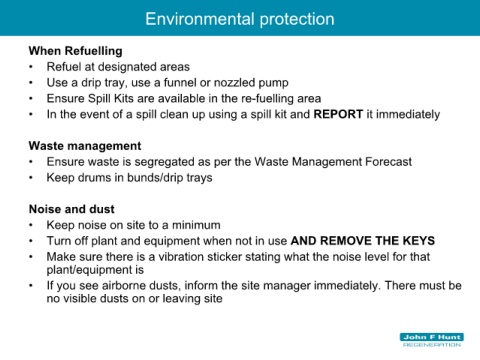 Environmental protection
When Refuelling
• Refuel at designated areas
• Use a drip tray, use a funnel or nozzled pump
• Ensure Spill Kits are available in the re-fuelling area
• In the event of a spill clean up using a spill kit and REPORT it immediately
Waste management
• Ensure waste is segregated as per the Waste Management Forecast
• Keep drums in bunds/drip trays
Noise and dust
• Keep noise on site to a minimum
• Turn off plant and equipment when not in use AND REMOVE THE KEYS
• Make sure there is a vibration sticker stating what the noise level for that
plant/equipment is
• If you see airborne dusts, inform the site manager immediately. There must be
no visible dusts on or leaving site
John F Hunt
REGENERATION